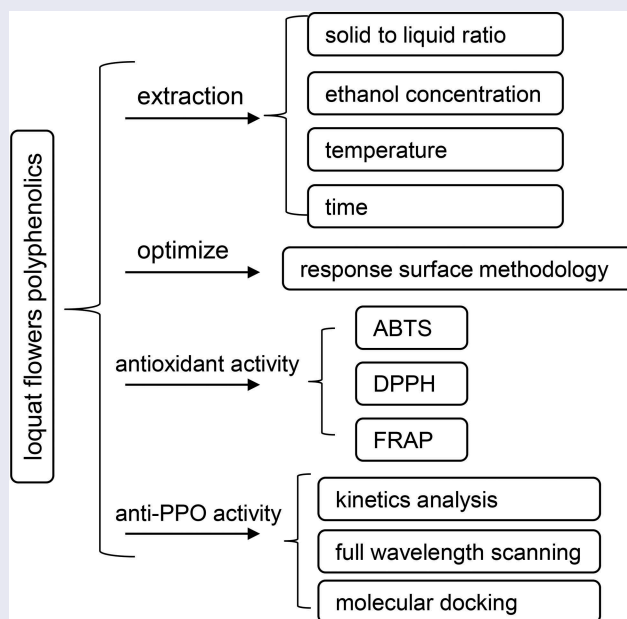 loquat flowers polyphenolics
extraction
solid to liquid ratio
ethanol concentration
temperature
time
optimize
response surface methodology
antioxidant activity
ABTS
DPPH
FRAP
anti-PPO activity
kinetics analysis
full wavelength scanning
molecular docking